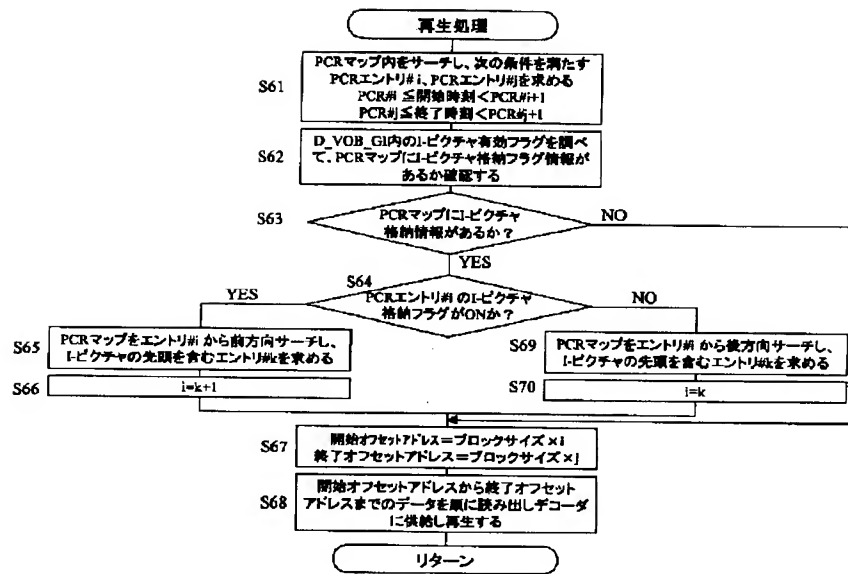 再生処理
S61
PCRマップ内をサーチし、次の条件を満たす
PCRエントリ#i、PCRエントリ#jを求める
PCR#i ≦開始時刻<PCR#i+1
PCR#j≦終了時刻<PCR#j+1
S62
D_VOB_GI内のI-ピクチャ有効フラグを調べ
て、PCRマップにI-ピクチャ格納フラグ情報が
あるか確認する
S63
PCRマップにI-ピクチャ
格納情報があるか？
NO
YES
S64
PCRエントリ#iのI-ピクチャ
格納フラグがONか？
YES
NO
S65
PCRマップをエントリ#iから前方向サーチし、
I-ピクチャの先頭を含むエントリ#kを求める
S66
i=k+1
S69
PCRマップをエントリ#iから後方向サーチし、
I-ピクチャの先頭を含むエントリ#kを求める
S70
i=k
S67
開始オフセットアドレス=ブロックサイズ×i
終了オフセットアドレス=ブロックサイズ×j
S68
開始オフセットアドレスから終了オフセット
アドレスまでのデータを順に読み出しデコーダ
に供給し再生する
リターン